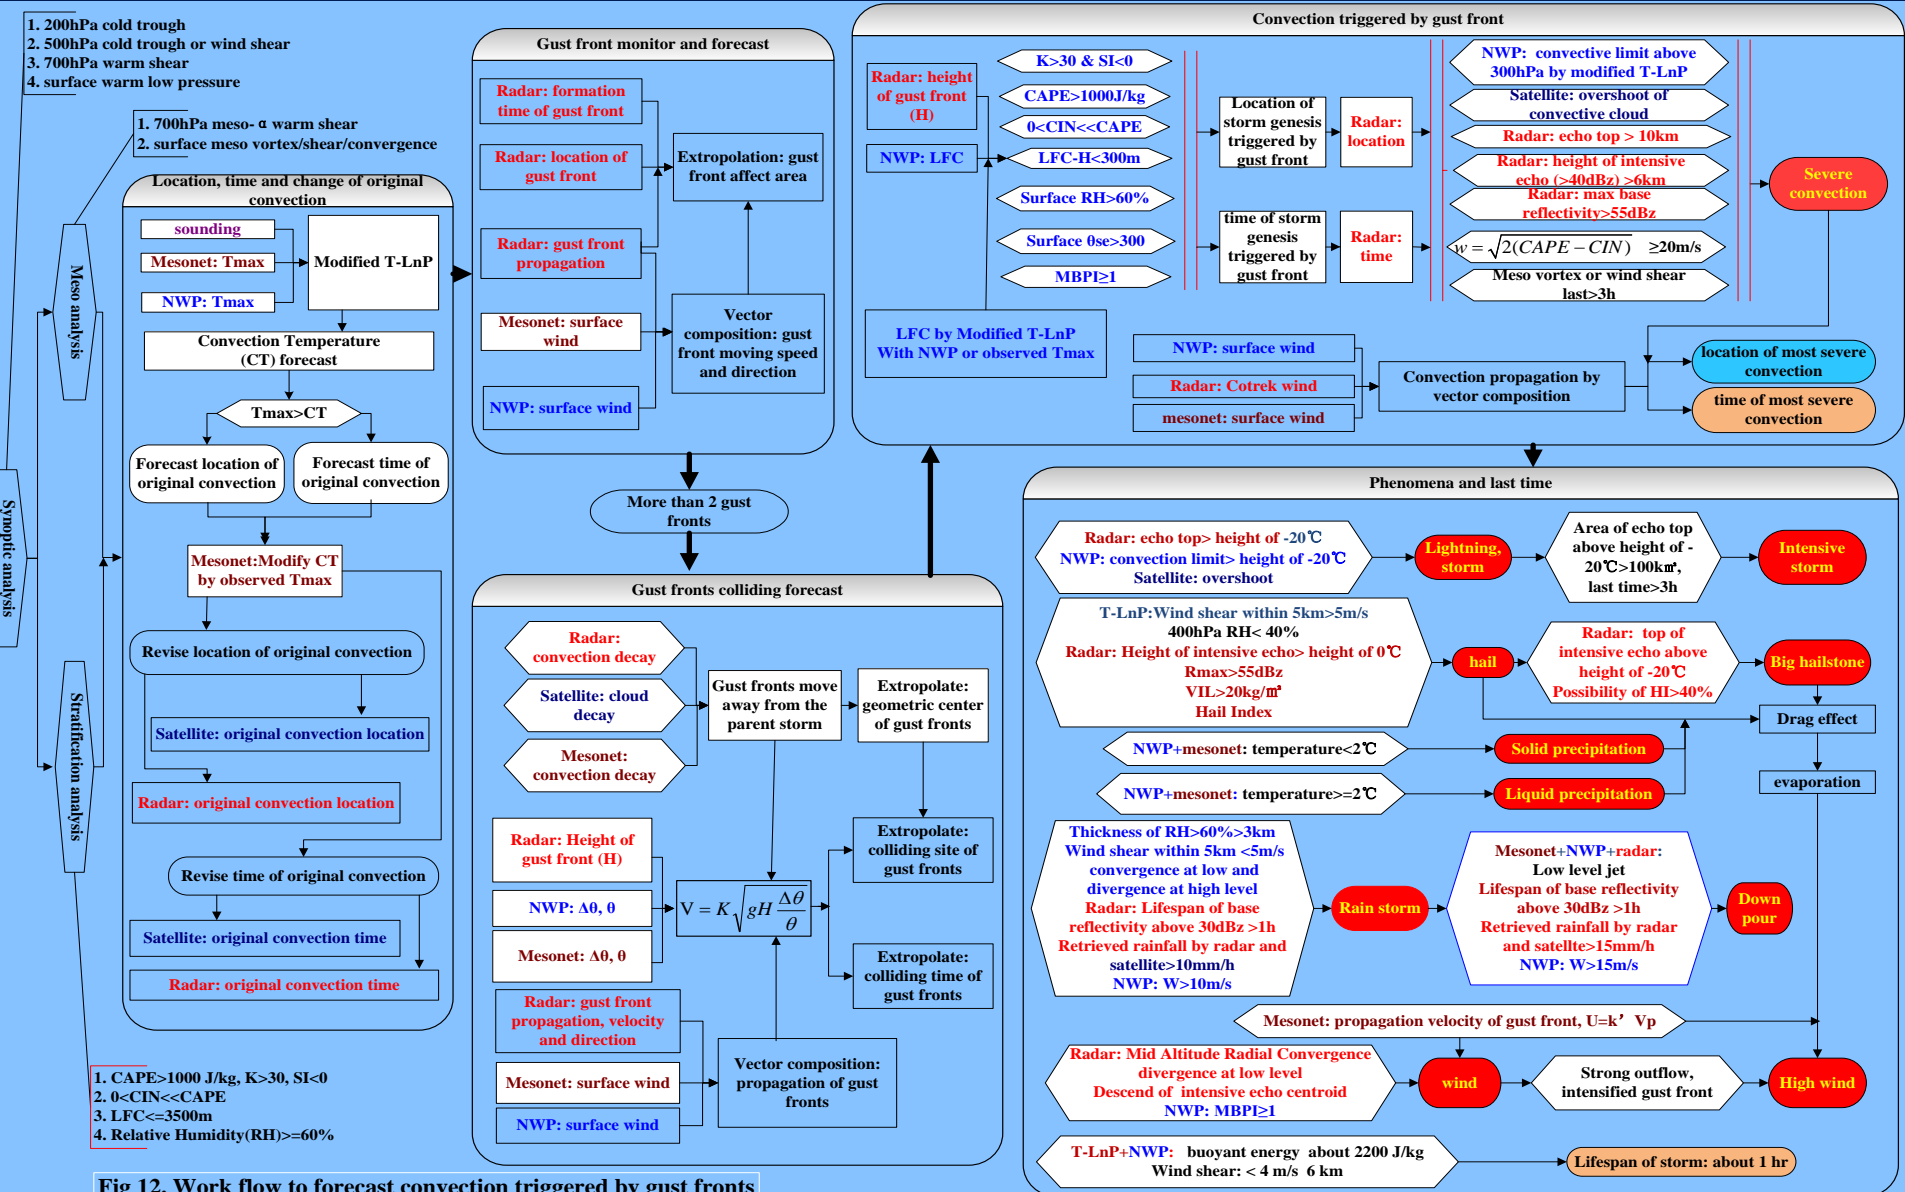 1. 200hPa cold trough
2. 500hPa cold trough or wind shear
3. 700hPa warm shear
4. surface warm low pressure
1. 700hPa meso- α warm shear
2. surface meso vortex/shear/convergence
Synoptic analysis
Meso analysis
Stratification analysis
1. CAPE>1000 J/kg, K>30, SI<0
2. 0<CIN<<CAPE
3. LFC<=3500m
4. Relative Humidity(RH)>=60%
Location, time and change of original
convection
sounding
Mesonet: Tmax
NWP: Tmax
Modified T-LnP
Convection Temperature
(CT) forecast
Tmax>CT
Forecast location of
original convection
Forecast time of
original convection
Mesonet:Modify CT
by observed Tmax
Revise location of original convection
Satellite: original convection location
Radar: original convection location
Revise time of original convection
Satellite: original convection time
Radar: original convection time
Gust front monitor and forecast
Radar: formation
time of gust front
Radar: location of
gust front
Radar: gust front
propagation
Mesonet: surface
wind
NWP: surface wind
Extropolation: gust
front affect area
Vector
composition: gust
front moving speed
and direction
More than 2 gust
fronts
Gust fronts colliding forecast
Radar:
convection decay
Satellite: cloud
decay
Mesonet:
convection decay
Gust fronts move
away from the
parent storm
Extropolate:
geometric center
of gust fronts
Radar: Height of
gust front (H)
NWP: Δθ, θ
Mesonet: Δθ, θ
V = K√gH Δθ/θ
Extropolate:
colliding site of
gust fronts
Extropolate:
colliding time of
gust fronts
Radar: gust front
propagation, velocity
and direction
Mesonet: surface wind
NWP: surface wind
Vector composition:
propagation of gust
fronts
Convection triggered by gust front
Radar: height
of gust front
(H)
NWP: LFC
K>30 & SI<0
CAPE>1000J/kg
0<CIN<<CAPE
LFC-H<300m
Surface RH>60%
Surface θse>300
MBPI≥1
LFC by Modified T-LnP
With NWP or observed Tmax
Location of
storm genesis
triggered by
gust front
Radar:
location
time of storm
genesis
triggered by
gust front
Radar:
time
NWP: convective limit above
300hPa by modified T-LnP
Satellite: overshoot of
convective cloud
Radar: echo top > 10km
Radar: height of intensive
echo (>40dBz) >6km
Radar: max base
reflectivity>55dBz
w = √2(CAPE − CIN) ≥20m/s
Meso vortex or wind shear
last>3h
Severe
convection
NWP: surface wind
Radar: Cotrek wind
mesonet: surface wind
Convection propagation by
vector composition
location of most severe
convection
time of most severe
convection
Phenomena and last time
Radar: echo top> height of -20℃
NWP: convection limit> height of -20℃
Satellite: overshoot
Lightning,
storm
Area of echo top
above height of -
20℃>100k㎡,
last time>3h
Intensive
storm
T-LnP:Wind shear within 5km>5m/s
400hPa RH< 40%
Radar: Height of intensive echo> height of 0℃
Rmax>55dBz
VIL>20kg/㎡
Hail Index
hail
Radar: top of
intensive echo above
height of -20℃
Possibility of HI>40%
Big hailstone
NWP+mesonet: temperature<2℃
Solid precipitation
Drag effect
NWP+mesonet: temperature>=2℃
Liquid precipitation
evaporation
Thickness of RH>60%>3km
Wind shear within 5km <5m/s
convergence at low and
divergence at high level
Radar: Lifespan of base
reflectivity above 30dBz >1h
Retrieved rainfall by radar and
satellite>10mm/h
NWP: W>10m/s
Rain storm
Mesonet+NWP+radar:
Low level jet
Lifespan of base reflectivity
above 30dBz >1h
Retrieved rainfall by radar
and satellte>15mm/h
NWP: W>15m/s
Down
pour
Mesonet: propagation velocity of gust front, U=k’ Vp
Radar: Mid Altitude Radial Convergence
divergence at low level
Descend of intensive echo centroid
NWP: MBPI≥1
wind
Strong outflow,
intensified gust front
High wind
T-LnP+NWP: buoyant energy about 2200 J/kg
Wind shear: < 4 m/s 6 km
Lifespan of storm: about 1 hr
Fig 12. Work flow to forecast convection triggered by gust fronts